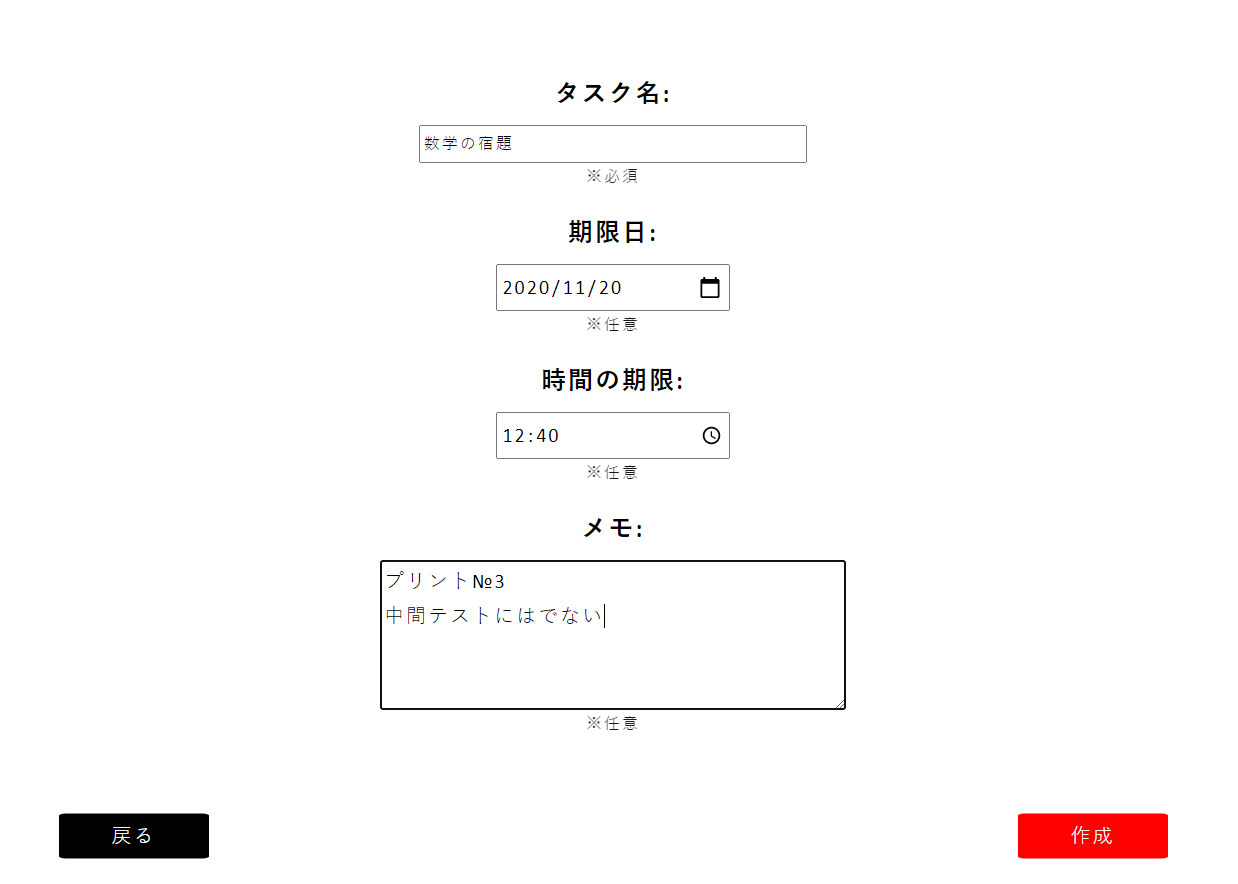 タスク名:
数学の宿題
※必須
期限日:
2020/11/20
※任意
時間の期限:
12:40
※任意
メモ:
プリント№3
中間テストにはでない
※任意
戻る
作成